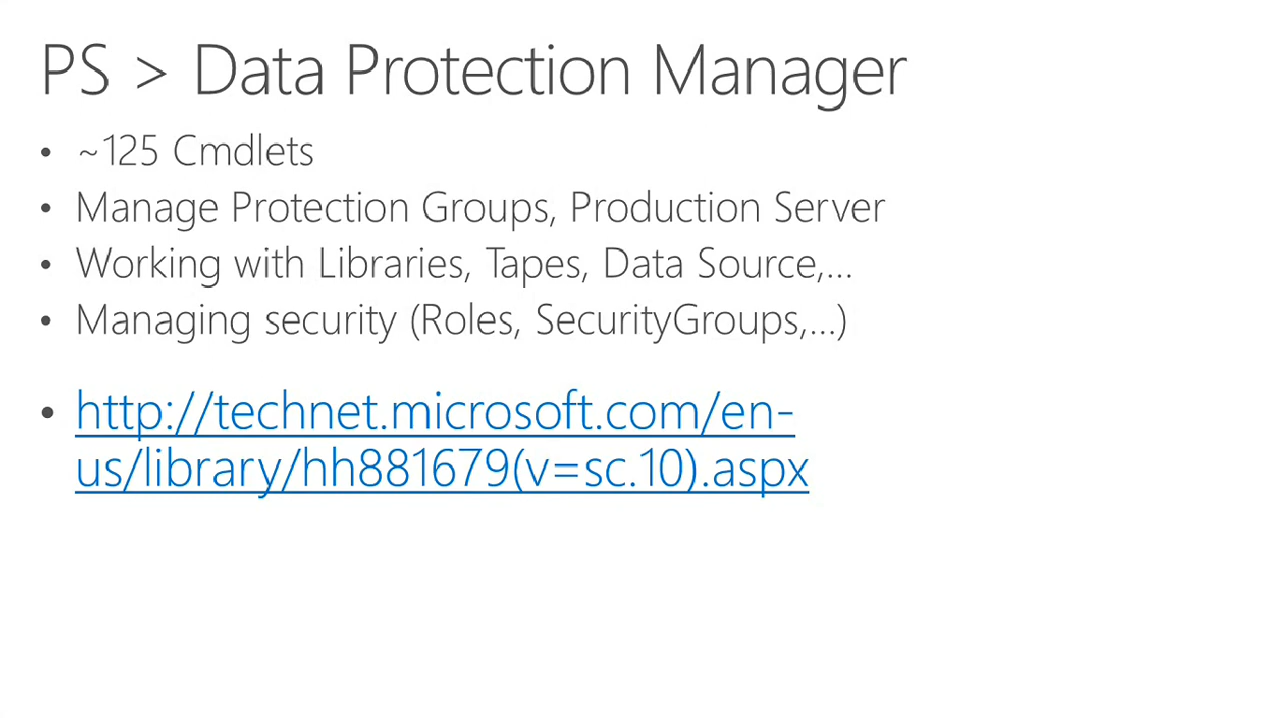 PS > Data Protection Manager
• ~125 Cmdlets
• Manage Protection Groups, Production Server
• Working with Libraries, Tapes, Data Source,...
• Managing security (Roles, SecurityGroups,...)
• http://technet.microsoft.com/en-
us/library/hh881679(v=sc.10).aspx